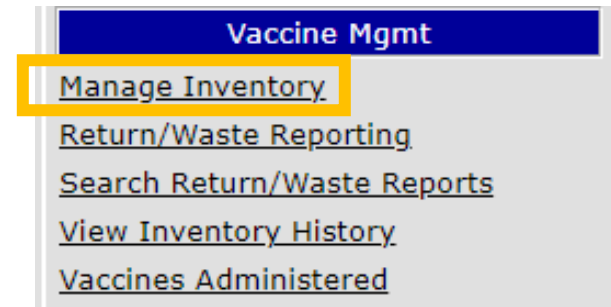 Vaccine Mgmt
Manage Inventory
Return/Waste Reporting
Search Return/Waste Reports
View Inventory History
Vaccines Administered